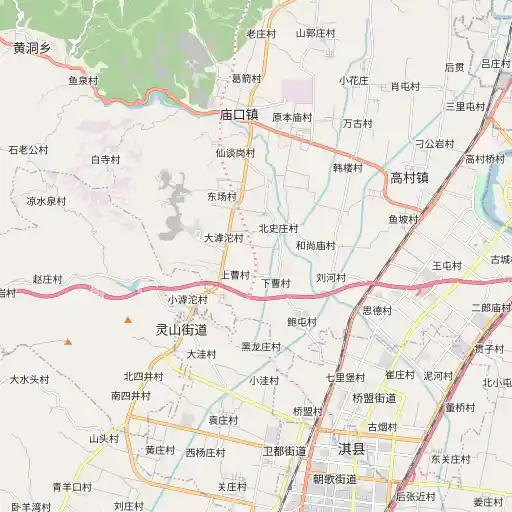 老庄村
山郭庄村
黄洞乡
后贯
吕庄村
鱼泉村
葛箭村
小花庄
肖屯村
三里屯村
庙口镇
原本庙村
万古村
刁公岩村
石老公村
白寺村
仙谈岗村
韩楼村
高村桥村
高村镇
凉水泉村
东场村
鱼坡村
北史庄村
大滹沱村
和尚庙村
古城村
王屯村
赵庄村
上曹村
下曹村
刘河村
岩村
小滹沱村
二郎庙村
思德村
灵山街道
鲍屯村
黑龙庄村
贯子村
大洼村
大水头村
北四井村
小洼村
七里堡村
崔庄村
泥河村
北小屯
南四井村
桥盟街道
董桥村
桥盟村
袁庄村
古烟村
山头村
黄庄村
西杨庄村
卫都街道
淇县
东关庄村
朝歌街道
青羊口村
关庄村
后张近村
卧羊湾村
刘庄村
姜庄村